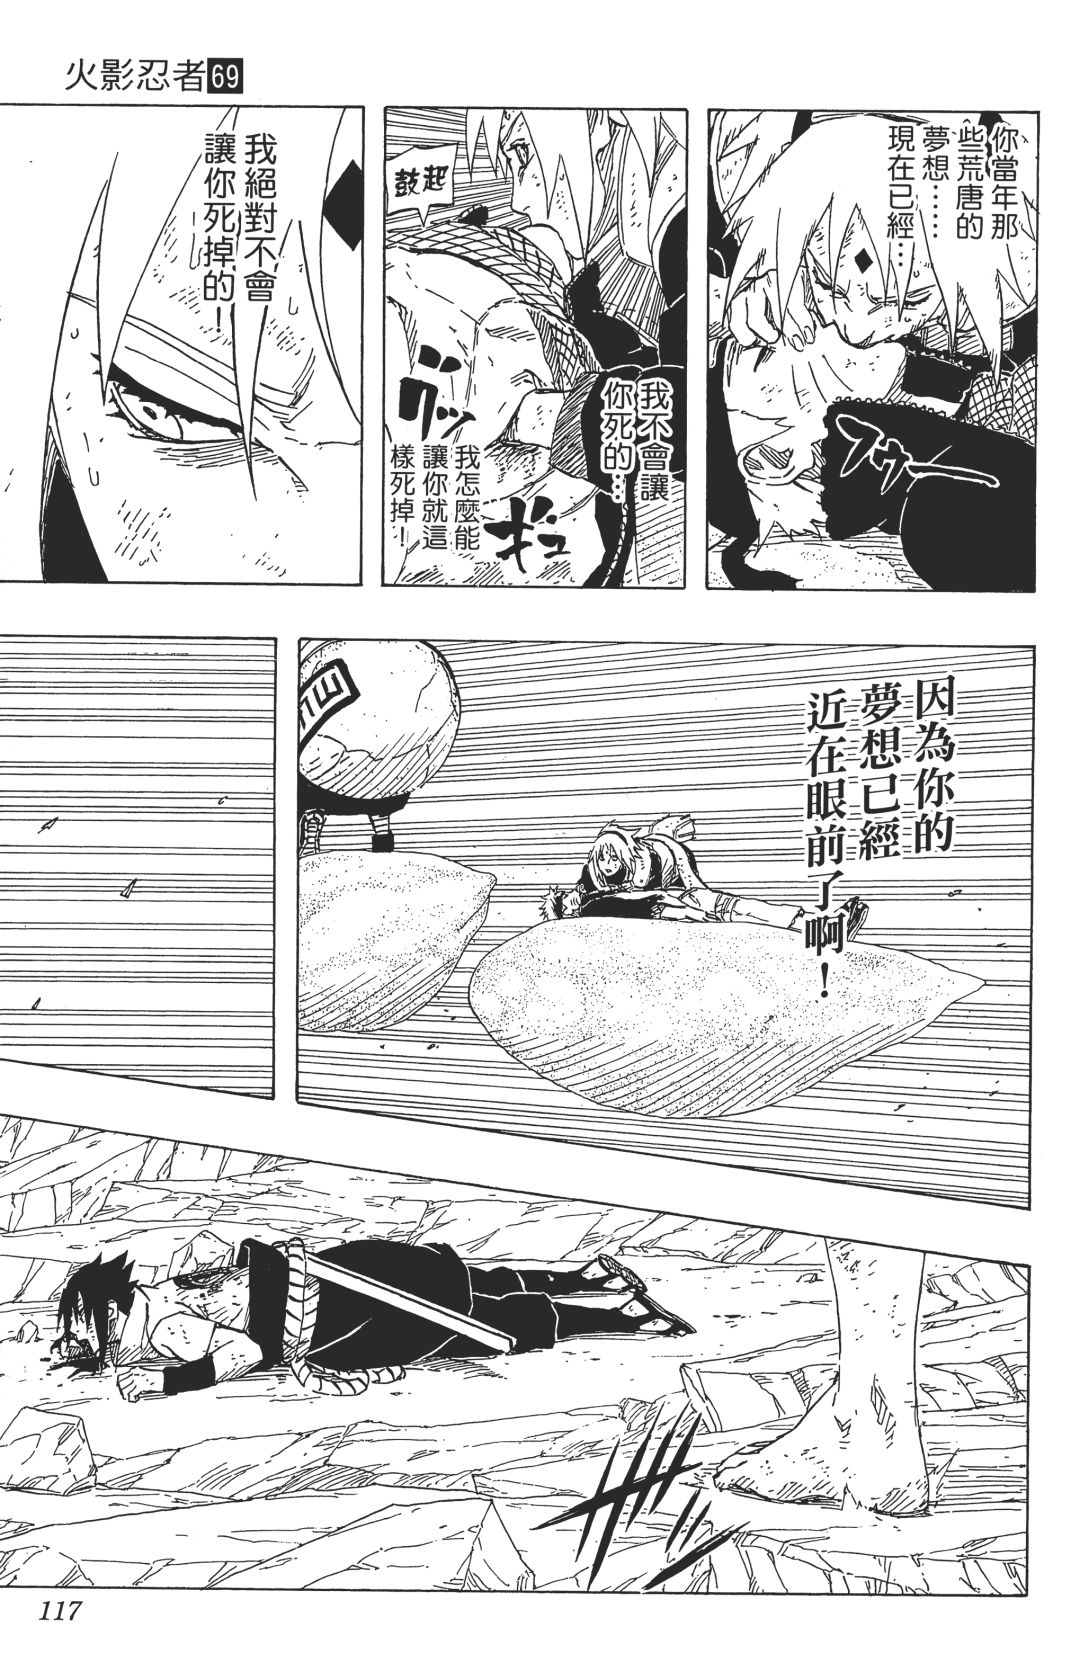 火影忍者69
你當年那
些荒唐的
夢想……
現在已經…
フゥー
鼓起
我不會讓
你死的…
グッ
我怎麼能
讓你就這
樣死掉！
ギュ
我絕對不會
讓你死掉的！
因為你的
夢想已經
近在眼前了啊！
117